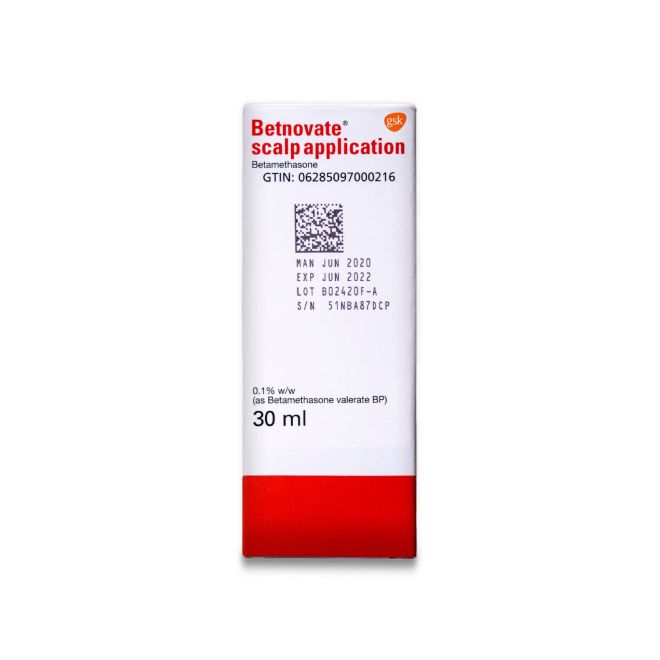 Betnovate®
scalp application
gsk
Betamethasone
GTIN: 06285097000216
MAN JUN 2020
EXP JUN 2022
LOT B02420F-A
S/N 51NBA87DCP
0.1% w/w
(as Betamethasone valerate BP)
30 ml